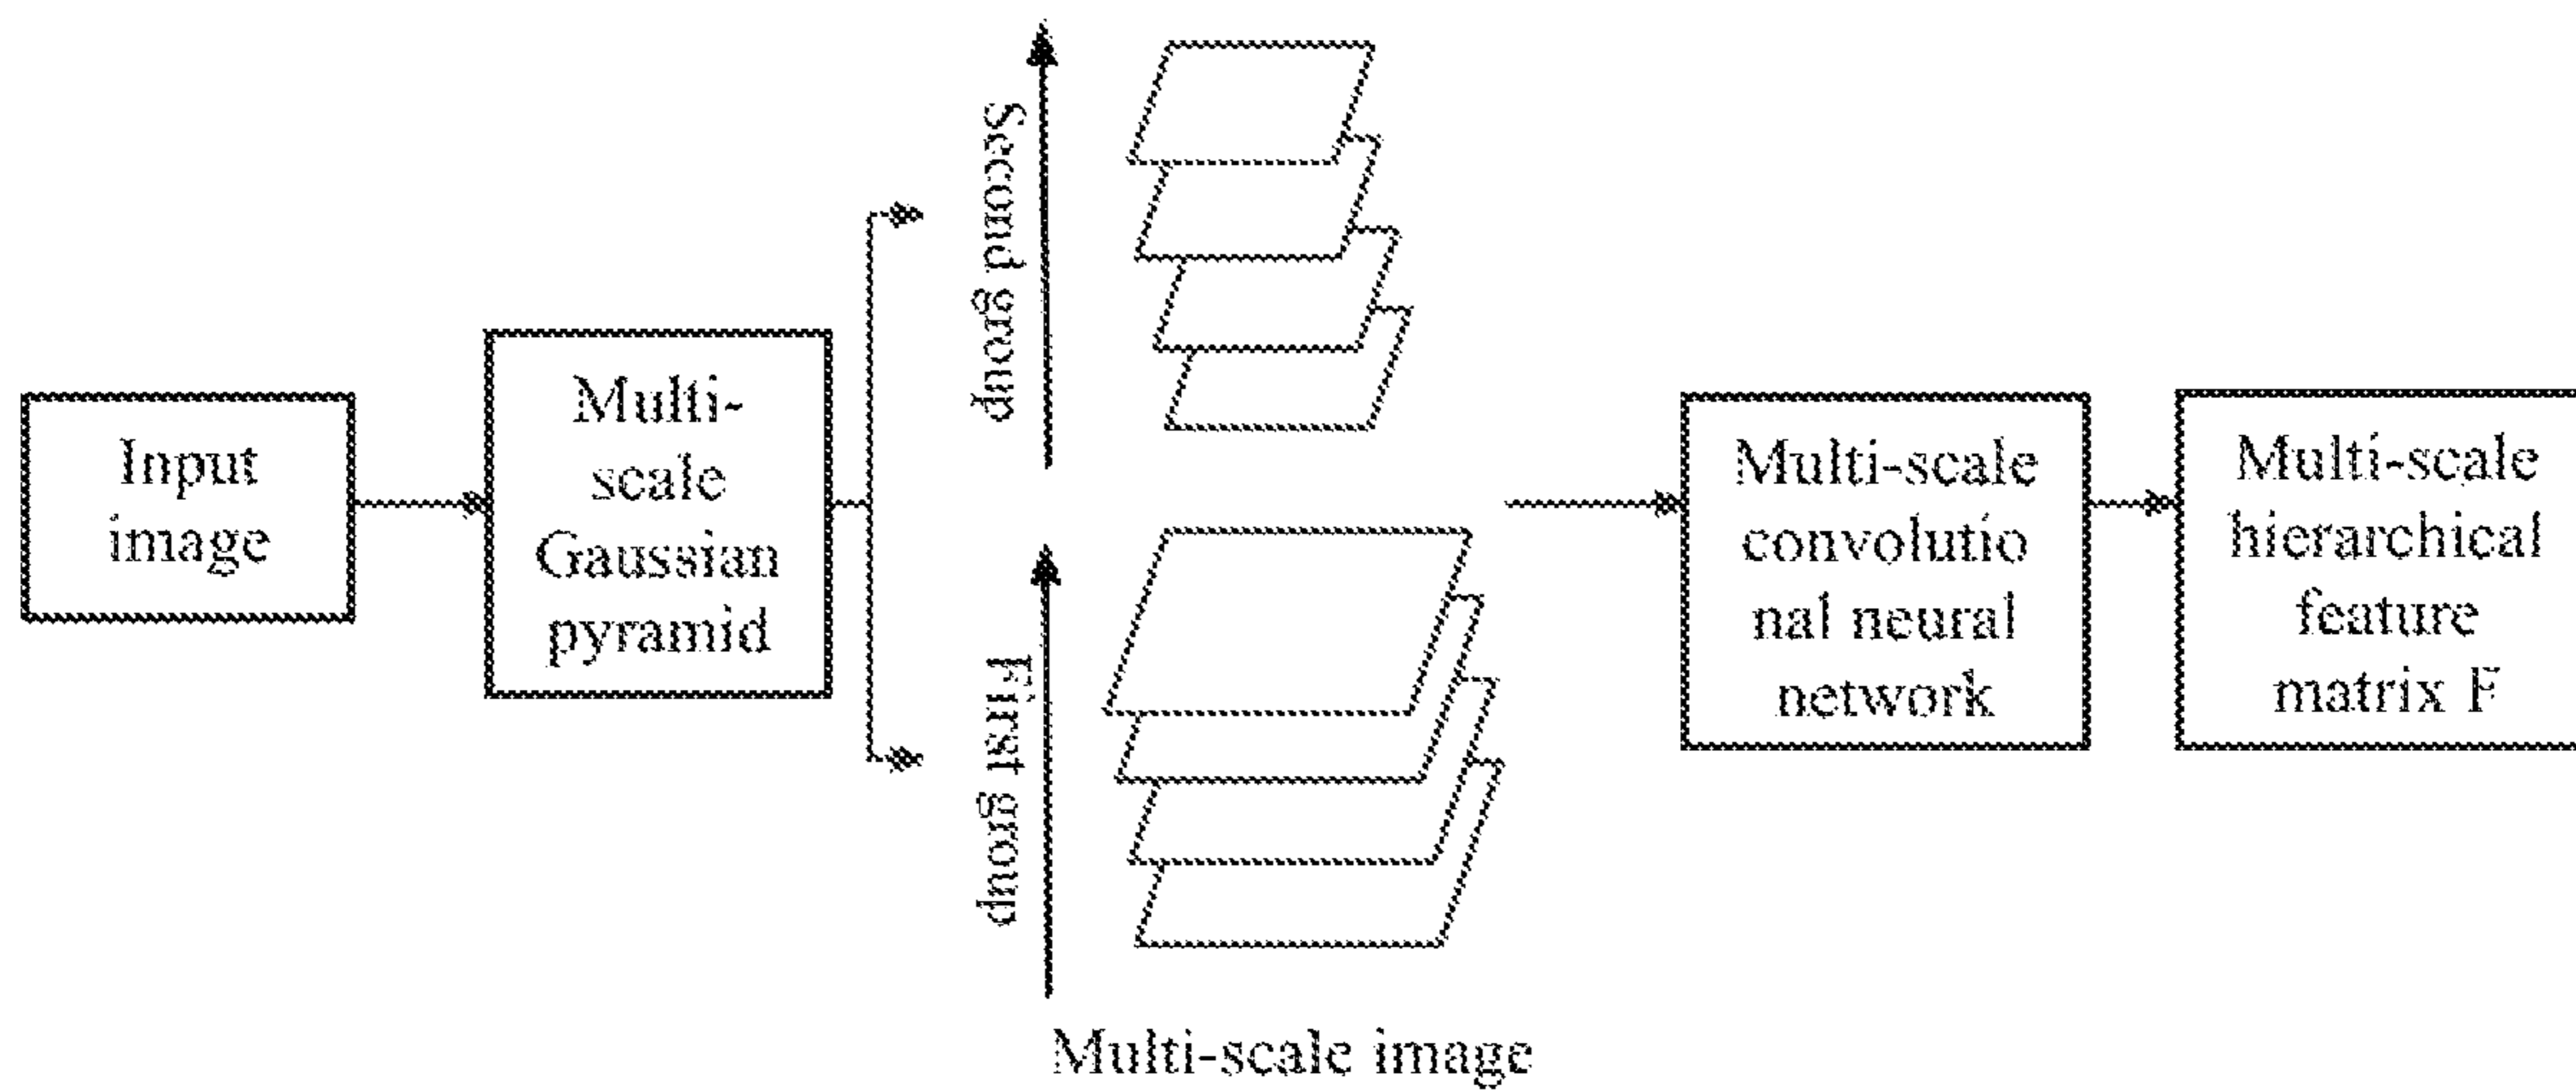 Input
image
Multi-
scale
Gaussian
pyramid
Second group
First group
Multi-scale image
Multi-scale
convolutio
nal neural
network
Multi-scale
hierarchical
feature
matrix F